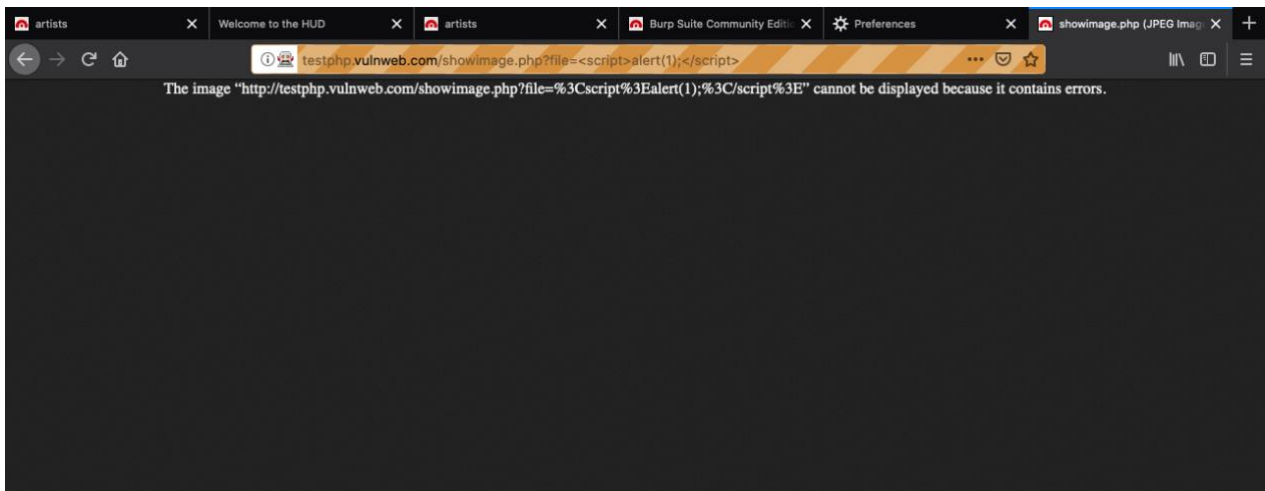 artists
Welcome to the HUD
artists
Burp Suite Community Editio
Preferences
showimage.php (JPEG Imag
testphp.vulnweb.com/showimage.php?file=<script>alert(1);</script>
The image “http://testphp.vulnweb.com/showimage.php?file=%3Cscript%3Ealert(1);%3C/script%3E” cannot be displayed because it contains errors.